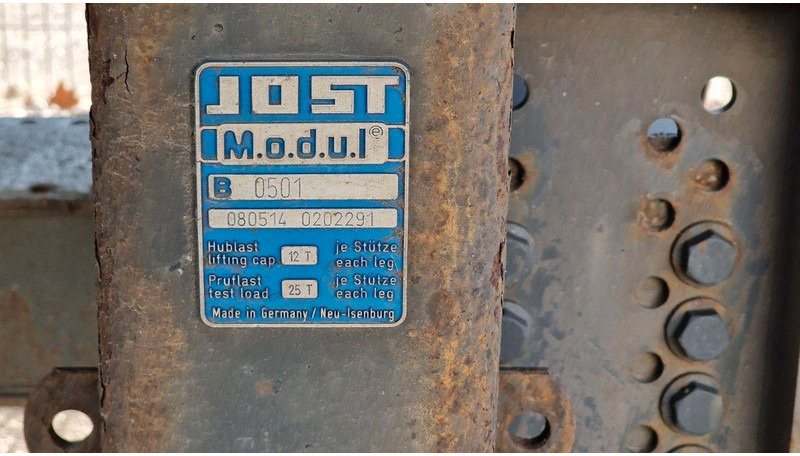 JOST
M.o.d.u.l e
B 0501
080514 0202291
Hublast je Stütze
lifting cap. 12 T each leg
Pruflast je Stütze
test load 25 T each leg
Made in Germany / Neu-Isenburg